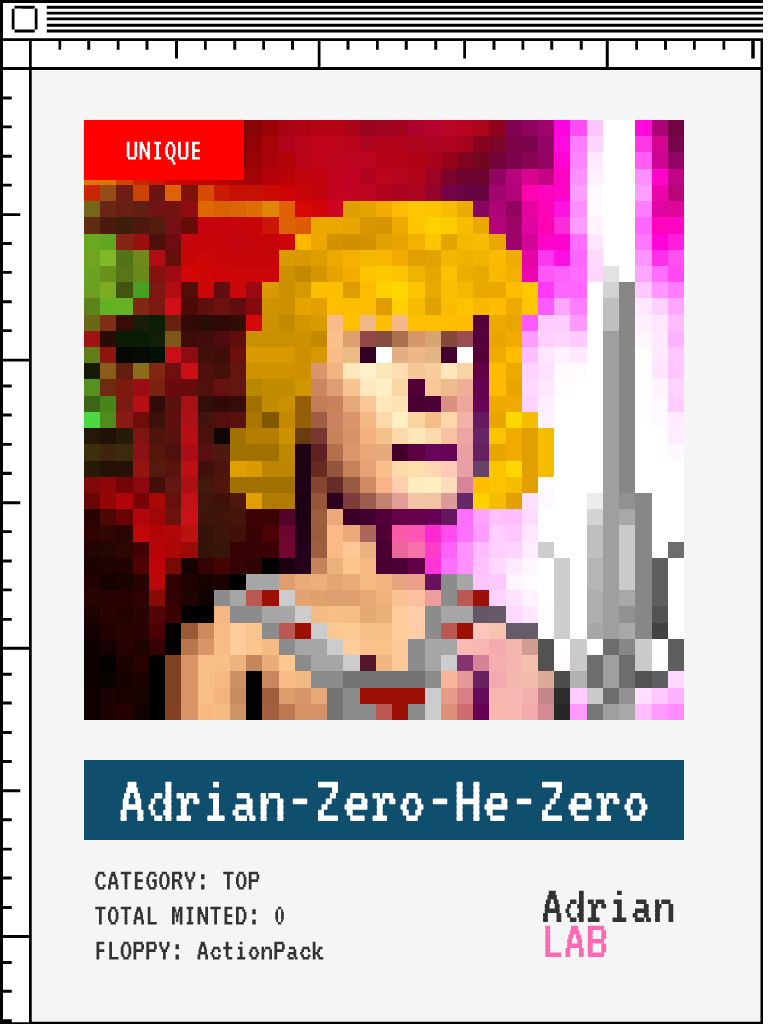 UNIQUE
Adrian-Zero-He-Zero
CATEGORY: TOP
TOTAL MINTED: 0
FLOPPY: ActionPack
Adrian
LAB